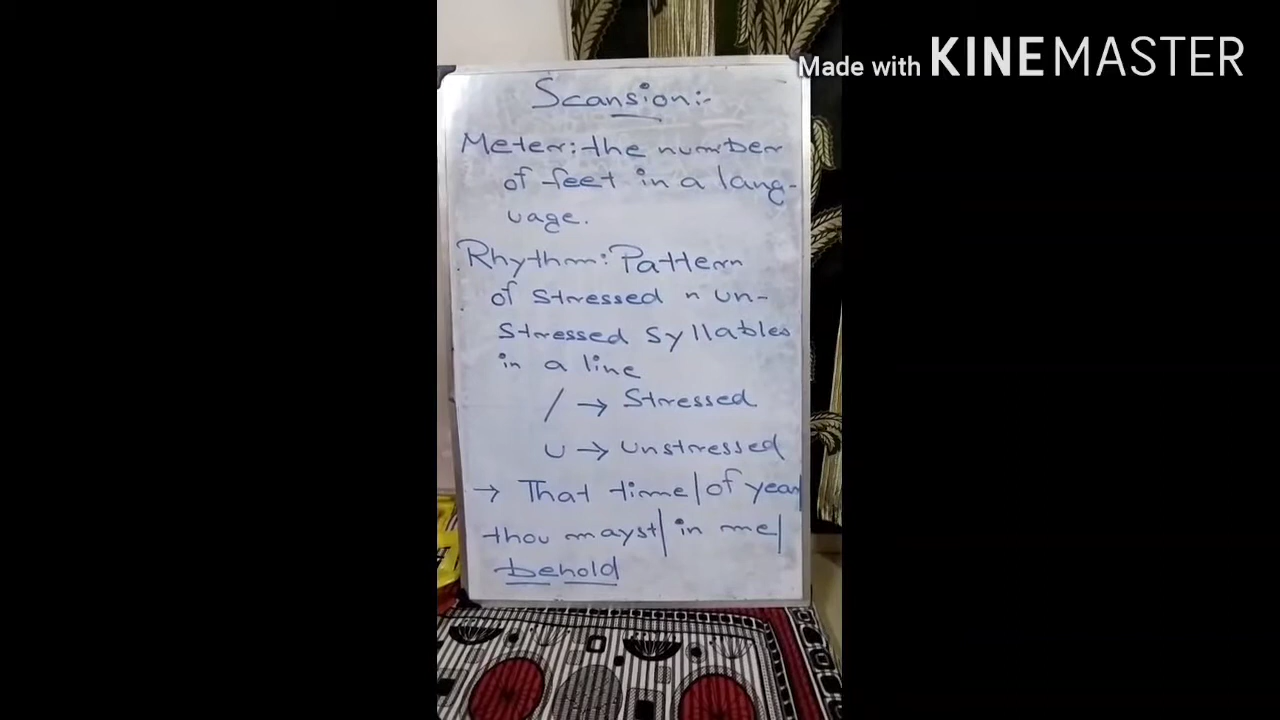 Made with KINEMASTER
Scansion:-
Meter: the number
of feet in a lang-
uage.
Rhythm: Pattern
of stressed n un-
stressed syllables
in a line
/ → Stressed
U → Unstressed
→ That time/of year/
thou mayst/in me/
behold